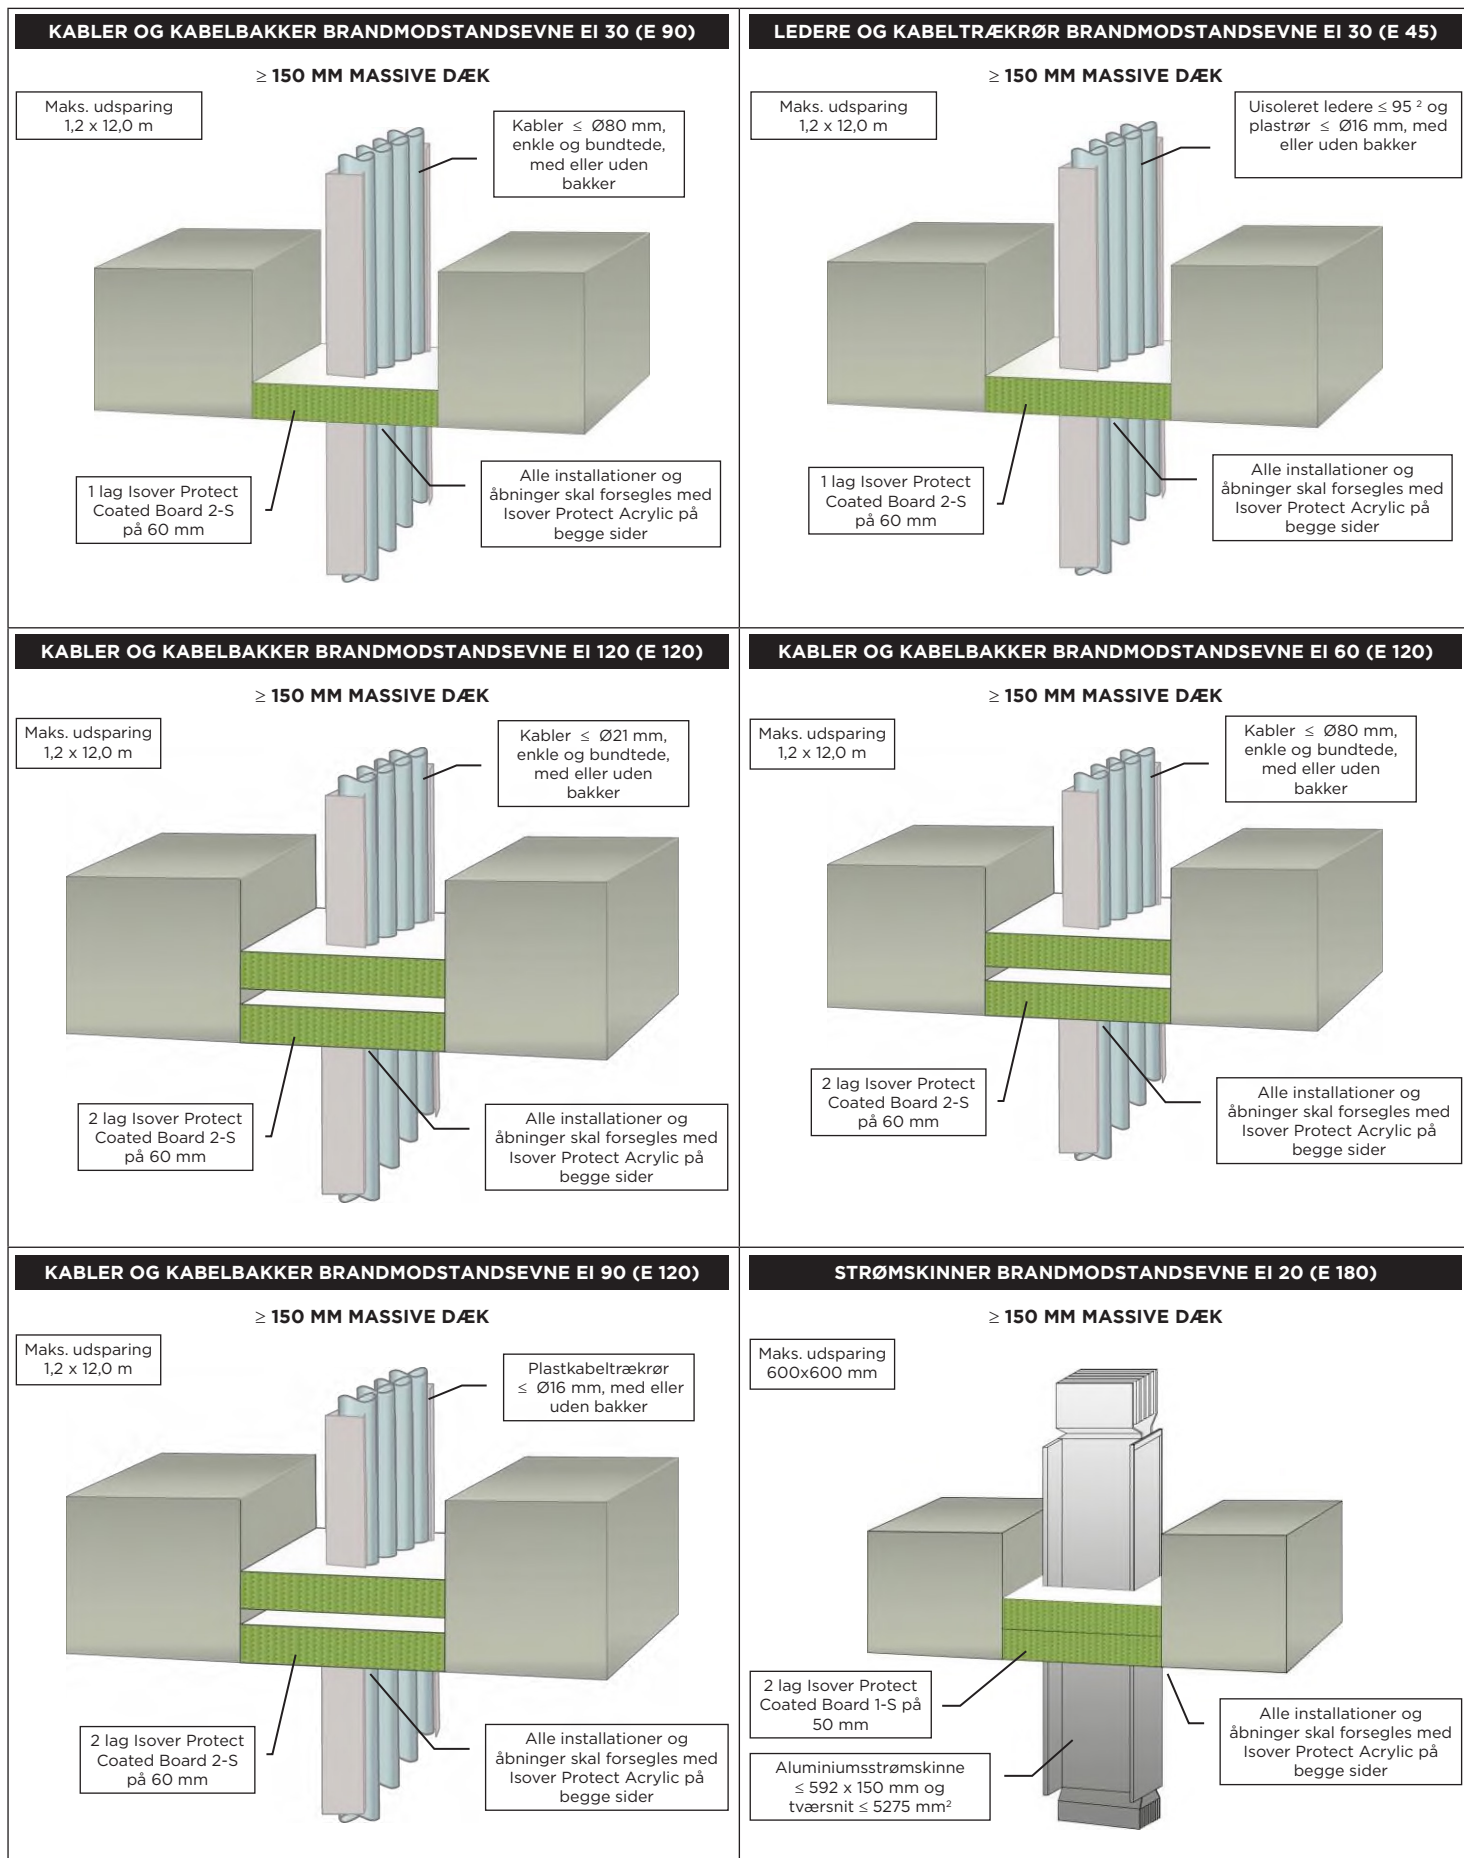 KABLER OG KABELBAKKER BRANDMODSTANDSEVNE EI 30 (E 90)
≥ 150 MM MASSIVE DÆK
Maks. udsparing
1,2 x 12,0 m
Kabler ≤ Ø80 mm,
enkle og bundtede,
med eller uden
bakker
1 lag Isover Protect
Coated Board 2-S
på 60 mm
Alle installationer og
åbninger skal forsegles med
Isover Protect Acrylic på
begge sider
LEDERE OG KABELTRÆKRØR BRANDMODSTANDSEVNE EI 30 (E 45)
≥ 150 MM MASSIVE DÆK
Maks. udsparing
1,2 x 12,0 m
Uisoleret ledere ≤ 95 ² og
plastrør ≤ Ø16 mm, med
eller uden bakker
1 lag Isover Protect
Coated Board 2-S
på 60 mm
Alle installationer og
åbninger skal forsegles med
Isover Protect Acrylic på
begge sider
KABLER OG KABELBAKKER BRANDMODSTANDSEVNE EI 120 (E 120)
≥ 150 MM MASSIVE DÆK
Maks. udsparing
1,2 x 12,0 m
Kabler ≤ Ø21 mm,
enkle og bundtede,
med eller uden
bakker
2 lag Isover Protect
Coated Board 2-S
på 60 mm
Alle installationer og
åbninger skal forsegles med
Isover Protect Acrylic på
begge sider
KABLER OG KABELBAKKER BRANDMODSTANDSEVNE EI 60 (E 120)
≥ 150 MM MASSIVE DÆK
Maks. udsparing
1,2 x 12,0 m
Kabler ≤ Ø80 mm,
enkle og bundtede,
med eller uden
bakker
2 lag Isover Protect
Coated Board 2-S
på 60 mm
Alle installationer og
åbninger skal forsegles med
Isover Protect Acrylic på
begge sider
KABLER OG KABELBAKKER BRANDMODSTANDSEVNE EI 90 (E 120)
≥ 150 MM MASSIVE DÆK
Maks. udsparing
1,2 x 12,0 m
Plastkabeltrækrør
≤ Ø16 mm, med eller
uden bakker
2 lag Isover Protect
Coated Board 2-S
på 60 mm
Alle installationer og
åbninger skal forsegles med
Isover Protect Acrylic på
begge sider
STRØMSKINNER BRANDMODSTANDSEVNE EI 20 (E 180)
≥ 150 MM MASSIVE DÆK
Maks. udsparing
600x600 mm
2 lag Isover Protect
Coated Board 1-S på
50 mm
Alle installationer og
åbninger skal forsegles med
Isover Protect Acrylic på
begge sider
Aluminiumsstrømskinne
≤ 592 x 150 mm og
tværsnit ≤ 5275 mm²